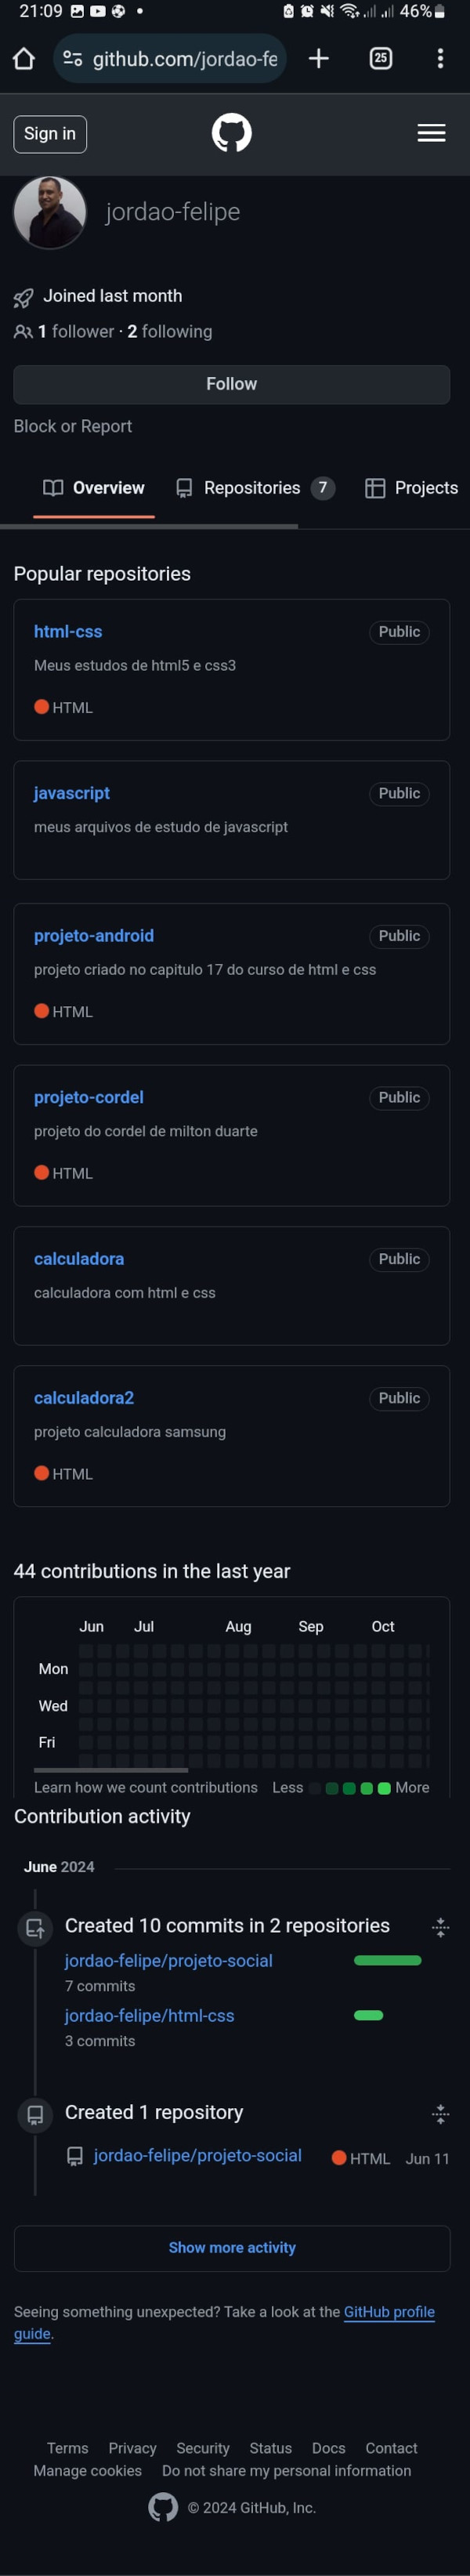 21:09
46%
github.com/jordao-fe
25
Sign in
jordao-felipe
Joined last month
1 follower · 2 following
Follow
Block or Report
Overview Repositories 7 Projects
Popular repositories
html-css Public
Meus estudos de html5 e css3
HTML
javascript Public
meus arquivos de estudo de javascript
projeto-android Public
projeto criado no capitulo 17 do curso de html e css
HTML
projeto-cordel Public
projeto do cordel de milton duarte
HTML
calculadora Public
calculadora com html e css
calculadora2 Public
projeto calculadora samsung
HTML
44 contributions in the last year
Jun Jul Aug Sep Oct
Mon
Wed
Fri
Learn how we count contributions Less More
Contribution activity
June 2024
Created 10 commits in 2 repositories
jordao-felipe/projeto-social
7 commits
jordao-felipe/html-css
3 commits
Created 1 repository
jordao-felipe/projeto-social HTML Jun 11
Show more activity
Seeing something unexpected? Take a look at the GitHub profile
guide.
Terms Privacy Security Status Docs Contact
Manage cookies Do not share my personal information
© 2024 GitHub, Inc.